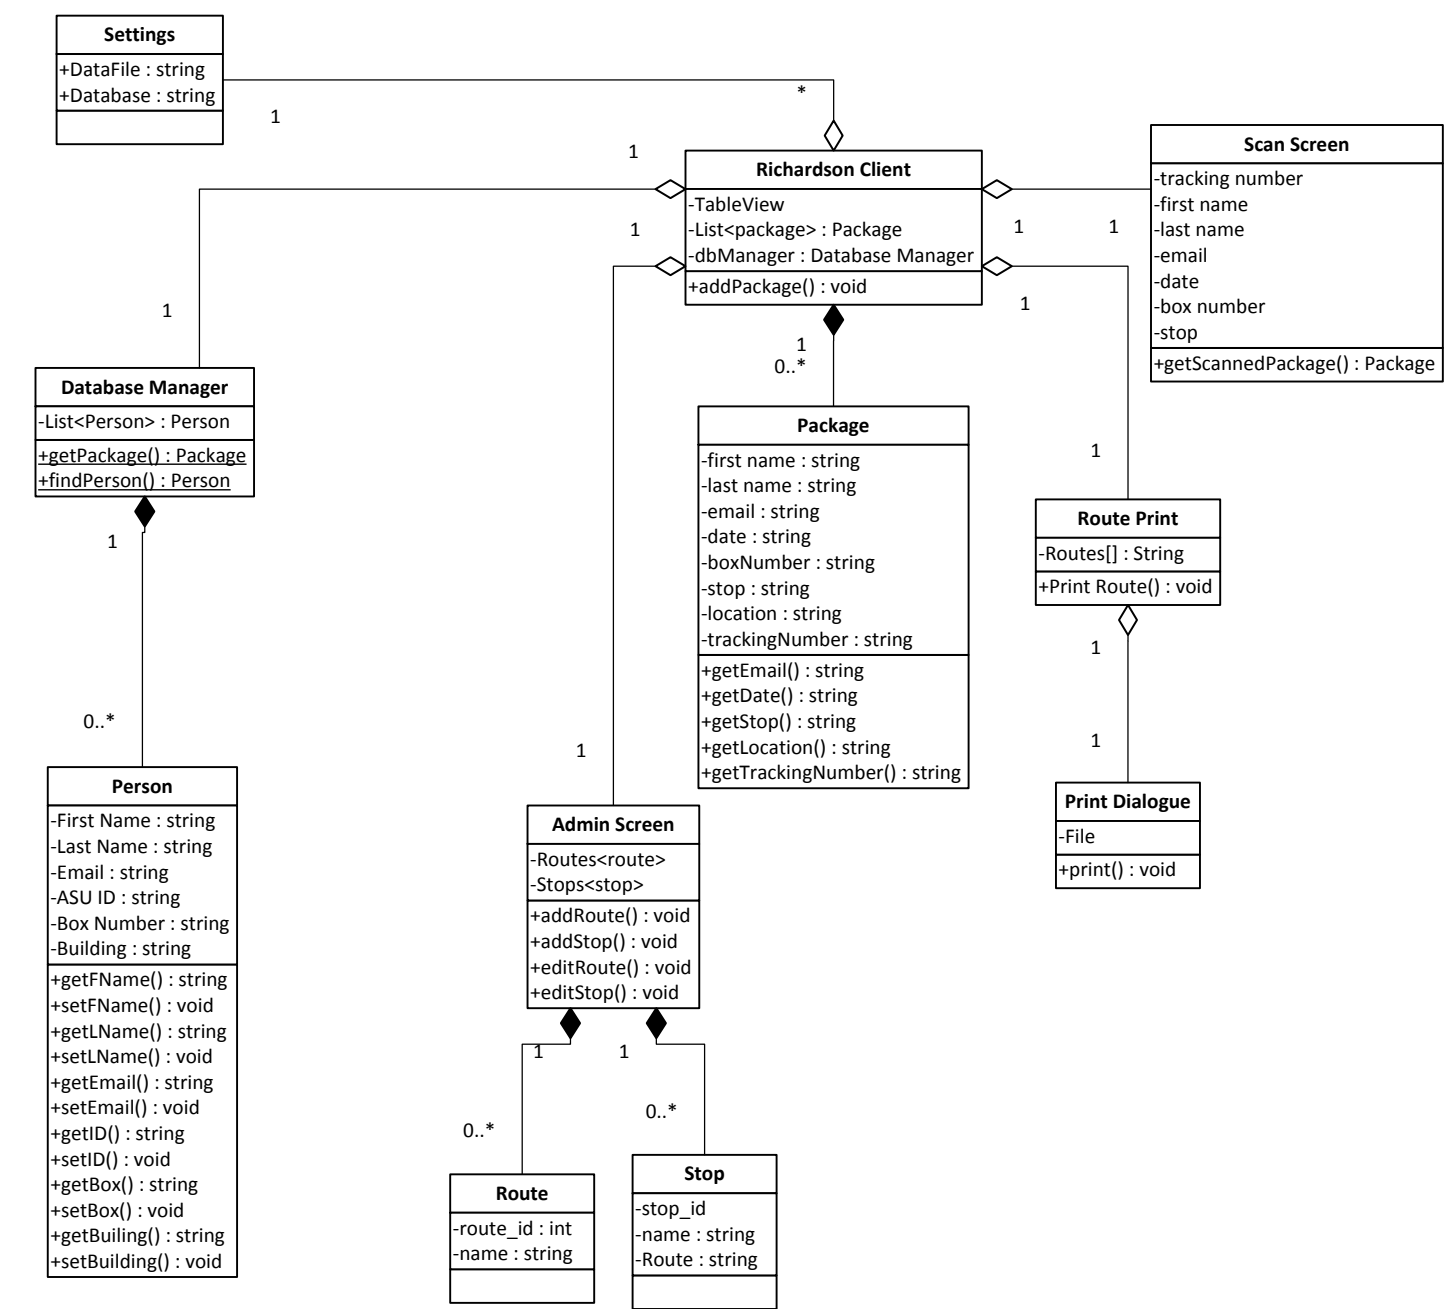 Settings
+DataFile : string
+Database : string
1
*
Richardson Client
-TableView
-List<package> : Package
-dbManager : Database Manager
+addPackage() : void
1
1
1
1
1
1
0..*
Scan Screen
-tracking number
-first name
-last name
-email
-date
-box number
-stop
+getScannedPackage() : Package
1
Database Manager
-List<Person> : Person
+getPackage() : Package
+findPerson() : Person
1
0..*
Package
-first name : string
-last name : string
-email : string
-date : string
-boxNumber : string
-stop : string
-location : string
-trackingNumber : string
+getEmail() : string
+getDate() : string
+getStop() : string
+getLocation() : string
+getTrackingNumber() : string
1
Route Print
-Routes[] : String
+Print Route() : void
1
1
Print Dialogue
-File
+print() : void
Person
-First Name : string
-Last Name : string
-Email : string
-ASU ID : string
-Box Number : string
-Building : string
+getFName() : string
+setFName() : void
+getLName() : string
+setLName() : void
+getEmail() : string
+setEmail() : void
+getID() : string
+setID() : void
+getBox() : string
+setBox() : void
+getBuiling() : string
+setBuilding() : void
1
Admin Screen
-Routes<route>
-Stops<stop>
+addRoute() : void
+addStop() : void
+editRoute() : void
+editStop() : void
1
1
0..*
0..*
Route
-route_id : int
-name : string
Stop
-stop_id
-name : string
-Route : string